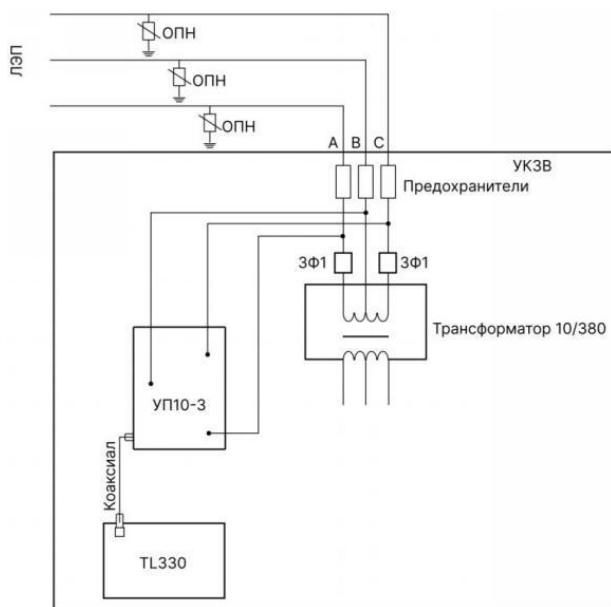 ЛЭП
ОПН
ОПН
ОПН
A B C
УКЗВ
Предохранители
ЗФ1 ЗФ1
Трансформатор 10/380
УП10-3
Коаксиал
TL330